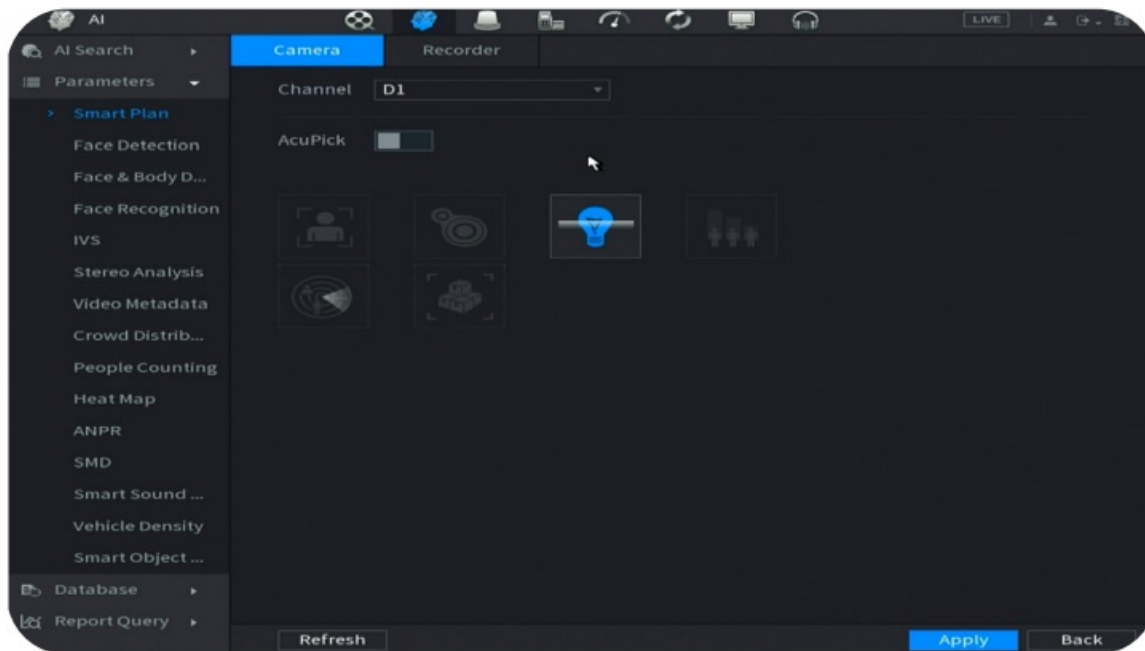 AI
LIVE
AI Search
Parameters
Smart Plan
Face Detection
Face & Body D...
Face Recognition
IVS
Stereo Analysis
Video Metadata
Crowd Distrib...
People Counting
Heat Map
ANPR
SMD
Smart Sound ...
Vehicle Density
Smart Object ...
Database
Report Query
Camera
Recorder
Channel
D1
AcuPick
Refresh
Apply
Back